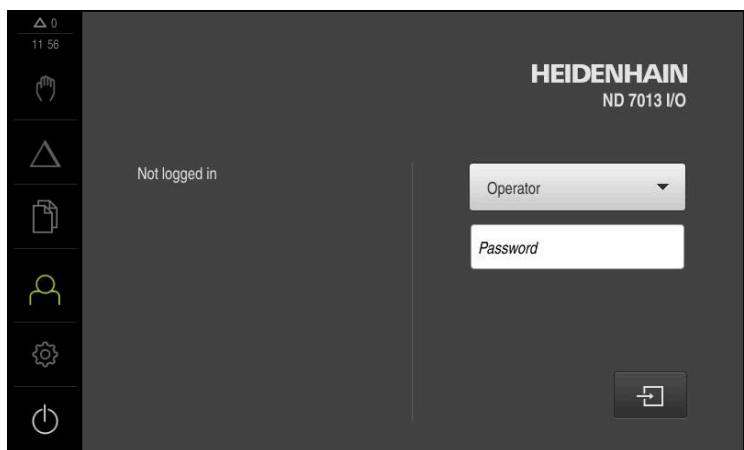 0
11 56
HEIDENHAIN
ND 7013 I/O
Not logged in
Operator
Password